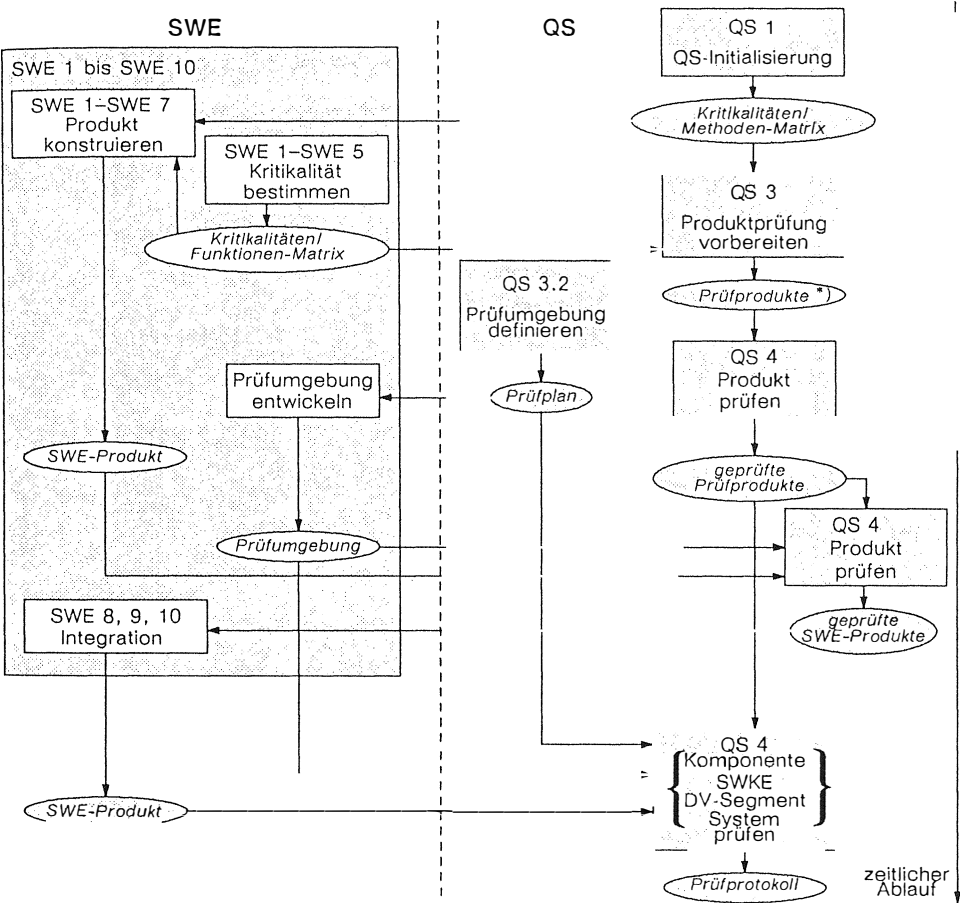 SWE
QS
SWE 1 bis SWE 10
SWE 1–SWE 7
Produkt
konstruieren
SWE 1–SWE 5
Kritikalität
bestimmen
Kritikalitäten/
Funktionen-Matrix
Prüfumgebung
entwickeln
SWE-Produkt
Prüfumgebung
SWE 8, 9, 10
Integration
SWE-Produkt
QS 1
QS-Initialisierung
Kritikalitäten/
Methoden-Matrix
QS 3
Produktprüfung
vorbereiten
QS 3.2
Prüfumgebung
definieren
Prüfprodukte *)
QS 4
Produkt
prüfen
Prüfplan
geprüfte
Prüfprodukte
QS 4
Produkt
prüfen
geprüfte
SWE-Produkte
QS 4
Komponente
SWKE
DV-Segment
System
prüfen
Prüfprotokoll
zeitlicher
Ablauf